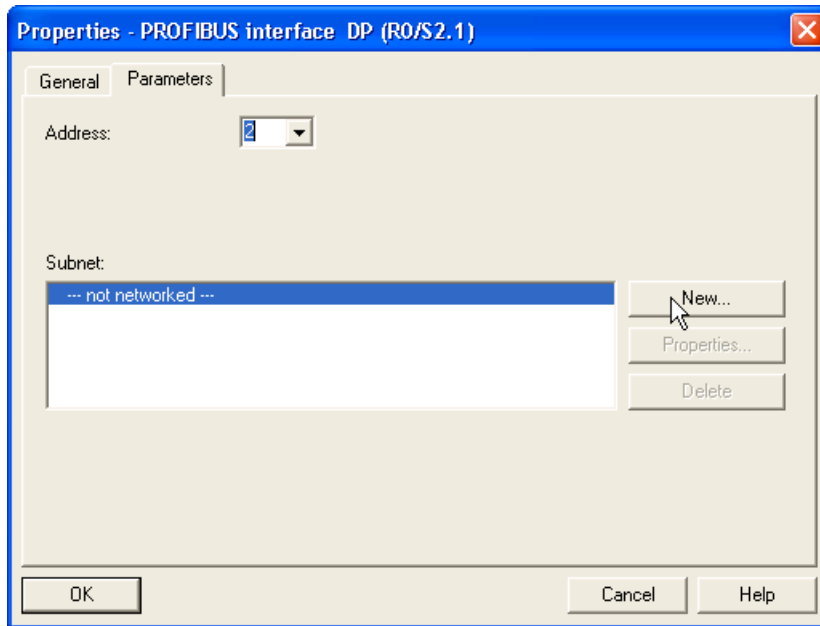 Properties - PROFIBUS interface  DP (R0/S2.1)
General Parameters
Address: 2
Subnet:
--- not networked ---
New...
Properties...
Delete
OK Cancel Help